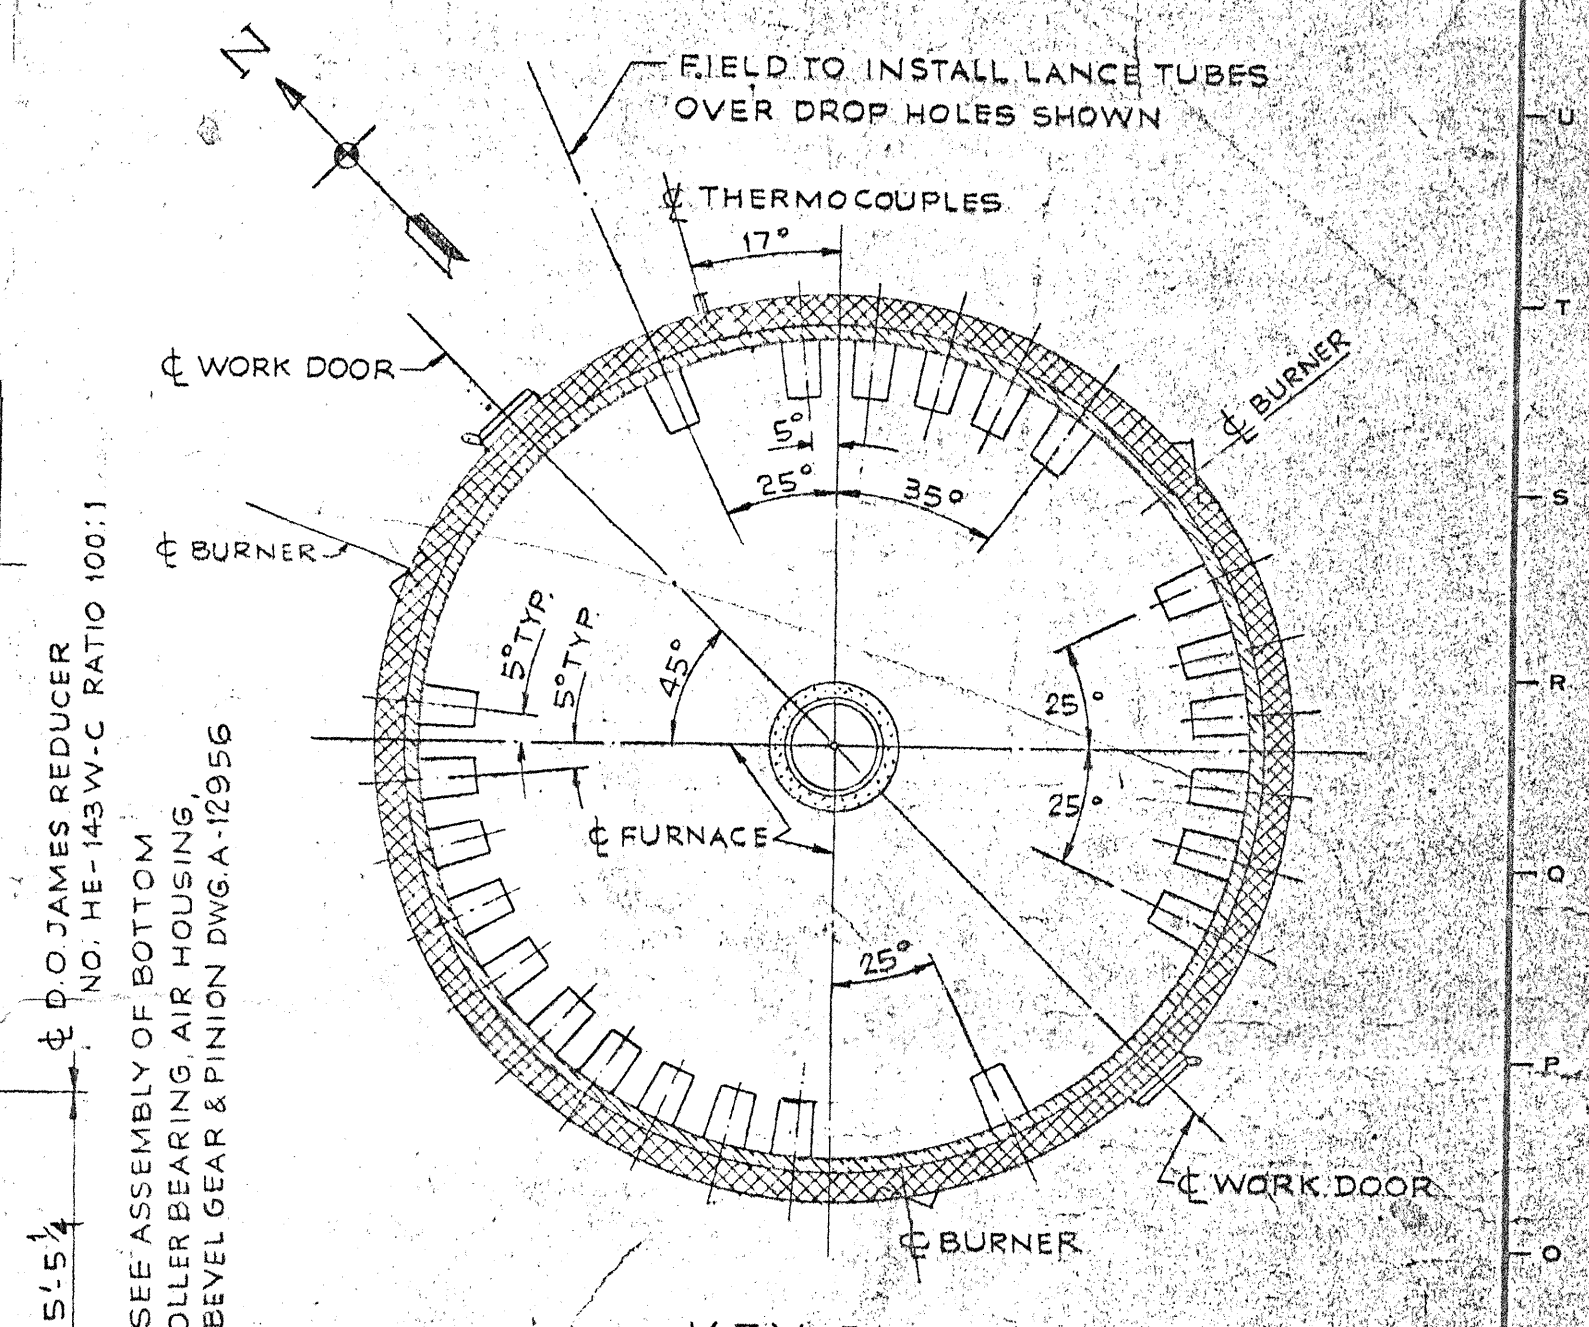 N
FIELD TO INSTALL LANCE TUBES
OVER DROP HOLES SHOWN
℄ THERMOCOUPLES
17°
℄ WORK DOOR
℄ BURNER
℄ BURNER
5°
25°
35°
5° TYP.
5° TYP.
45°
25°
25°
℄ FURNACE
25°
℄ WORK DOOR
℄ BURNER
℄ D.O. JAMES REDUCER
NO. HE-143W-C RATIO 100:1
SEE ASSEMBLY OF BOTTOM
OLLER BEARING, AIR HOUSING,
BEVEL GEAR & PINION DWG. A-12956
5'-5 1/4
U
T
S
R
Q
P
O